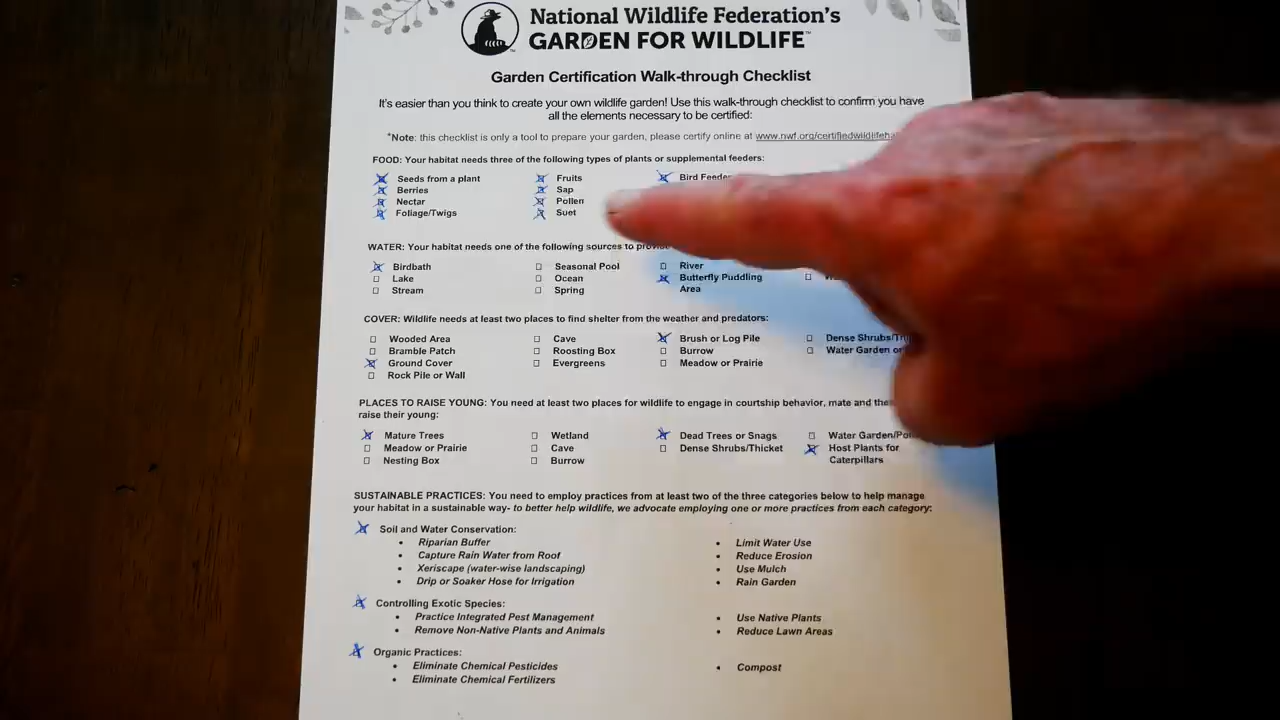 National Wildlife Federation's
GARDEN FOR WILDLIFE™
Garden Certification Walk-through Checklist
It's easier than you think to create your own wildlife garden! Use this walk-through checklist to confirm you have
all the elements necessary to be certified:
*Note: this checklist is only a tool to prepare your garden, please certify online at
FOOD: Your habitat needs three of the following types of plants or supplemental feeders:
Seeds from a plant Fruits Bird
Berries Sap
Nectar Pollen
Foliage/Twigs Suet
WATER: Your habitat needs one of the following sources to
Birdbath Seasonal Pool River
Lake Ocean Butterfly Puddling
Stream Spring Area
COVER: Wildlife needs at least two places to find shelter from the weather and predators:
Wooded Area Cave Brush or Log Pile Dense
Bramble Patch Roosting Box Burrow Water Garden or
Ground Cover Evergreens Meadow or Prairie
Rock Pile or Wall
PLACES TO RAISE YOUNG: You need at least two places for wildlife to engage in courtship behavior, mate and
raise their young:
Mature Trees Wetland Dead Trees or Snags Water
Meadow or Prairie Cave Dense Shrubs/Thicket Host Plants for
Nesting Box Burrow Caterpillars
SUSTAINABLE PRACTICES: You need to employ practices from at least two of the three categories below to help manage
your habitat in a sustainable way- to better help wildlife, we advocate employing one or more practices from each category:
Soil and Water Conservation:
• Riparian Buffer • Limit Water Use
• Capture Rain Water from Roof • Reduce Erosion
• Xeriscape (water-wise landscaping) • Use Mulch
• Drip or Soaker Hose for Irrigation • Rain Garden
Controlling Exotic Species:
• Practice Integrated Pest Management • Use Native Plants
• Remove Non-Native Plants and Animals • Reduce Lawn Areas
Organic Practices:
• Eliminate Chemical Pesticides • Compost
• Eliminate Chemical Fertilizers